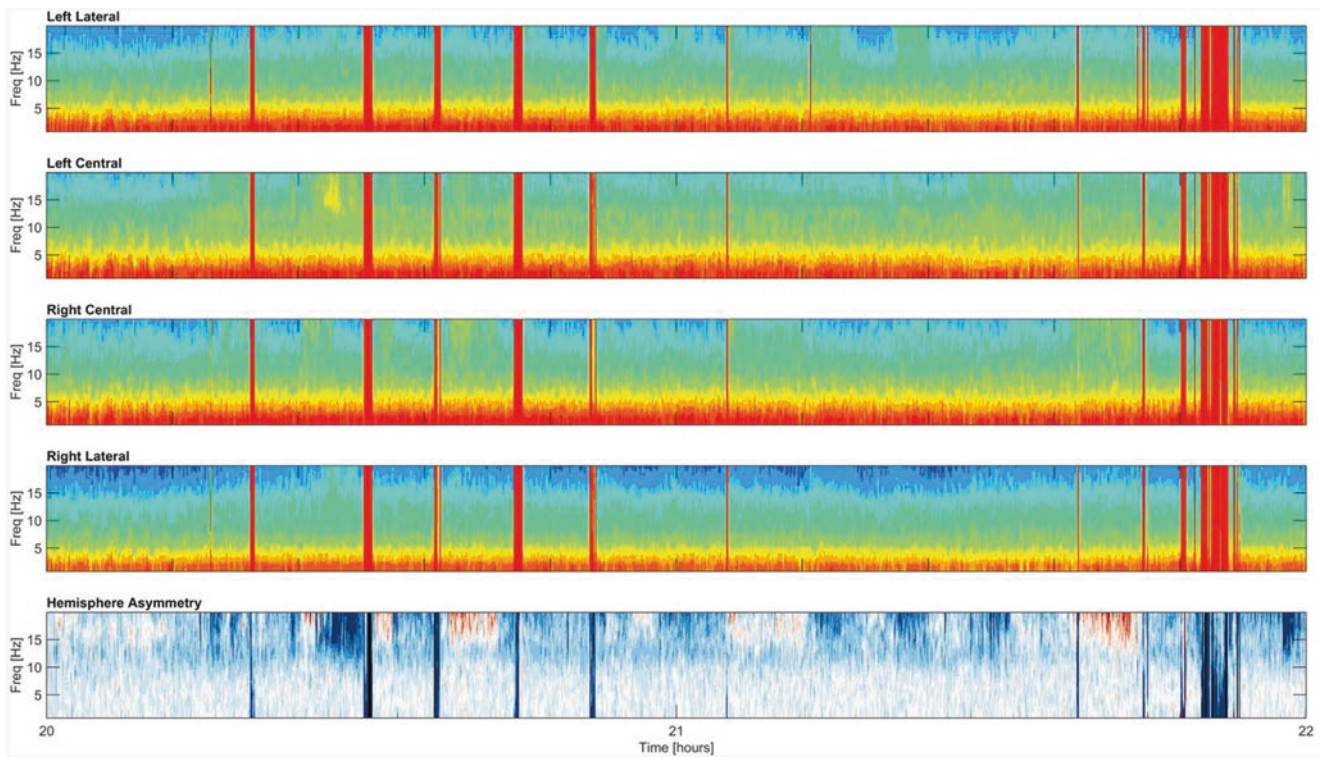 Left Lateral
Freq [Hz]
15
10
5
Left Central
Freq [Hz]
15
10
5
Right Central
Freq [Hz]
15
10
5
Right Lateral
Freq [Hz]
15
10
5
Hemisphere Asymmetry
Freq [Hz]
15
10
5
20 21 22
Time [hours]